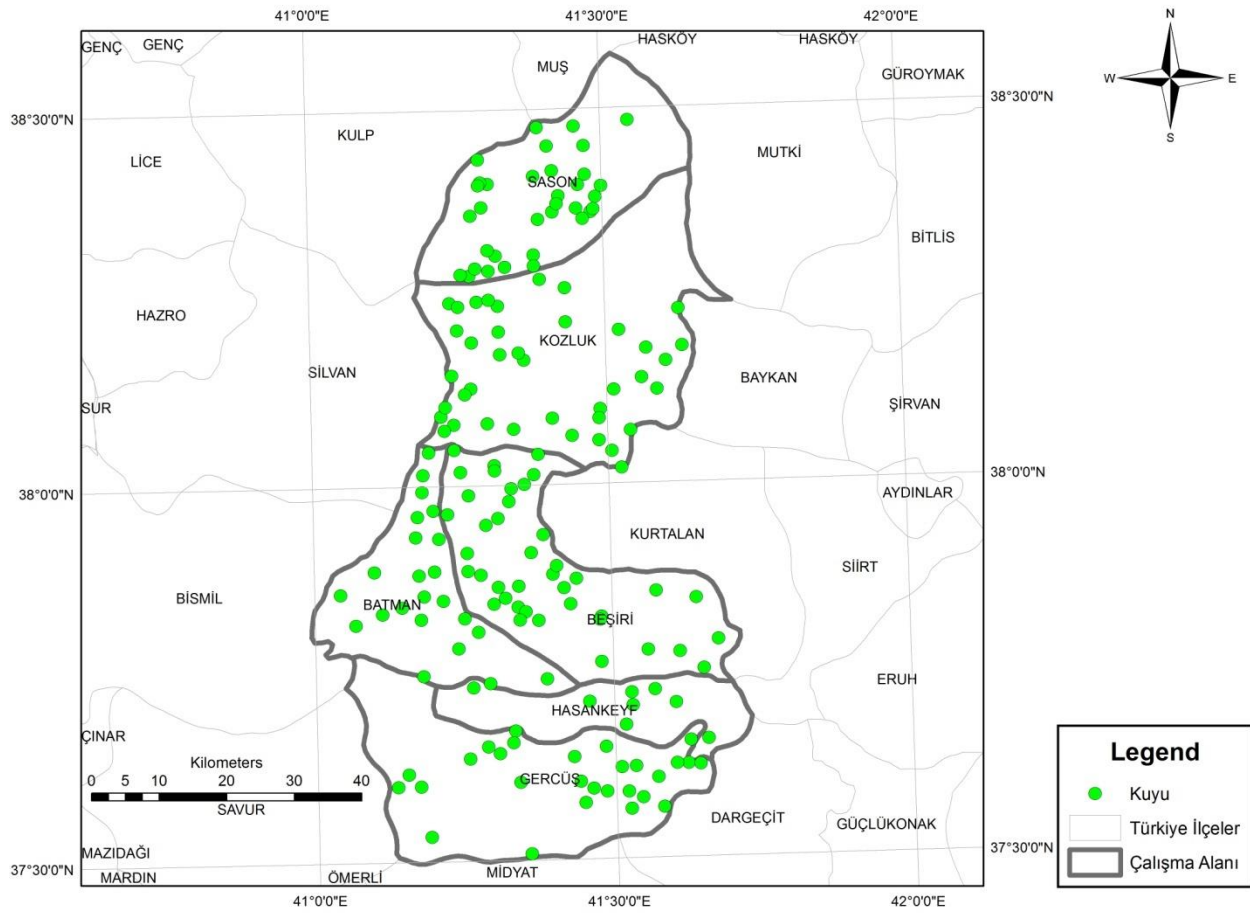 41°0'0"E
41°30'0"E
42°0'0"E
N
W
E
S
GENÇ
GENÇ
HASKÖY
HASKÖY
MUŞ
GÜROYMAK
38°30'0"N
38°30'0"N
KULP
LİCE
MUTKİ
SASON
BİTLİS
HAZRO
KOZLUK
SİLVAN
BAYKAN
SUR
ŞİRVAN
38°0'0"N
38°0'0"N
AYDINLAR
KURTALAN
SİİRT
BİSMİL
BATMAN
BEŞİRİ
ERUH
HASANKEYF
ÇINAR
Kilometers
0 5 10 20 30 40
SAVUR
GERCÜŞ
DARGEÇİT
GÜÇLÜKONAK
MAZIDAĞI
37°30'0"N
37°30'0"N
MARDIN
ÖMERLİ
MİDYAT
41°0'0"E
41°30'0"E
42°0'0"E
Legend
Kuyu
Türkiye İlçeler
Çalışma Alanı